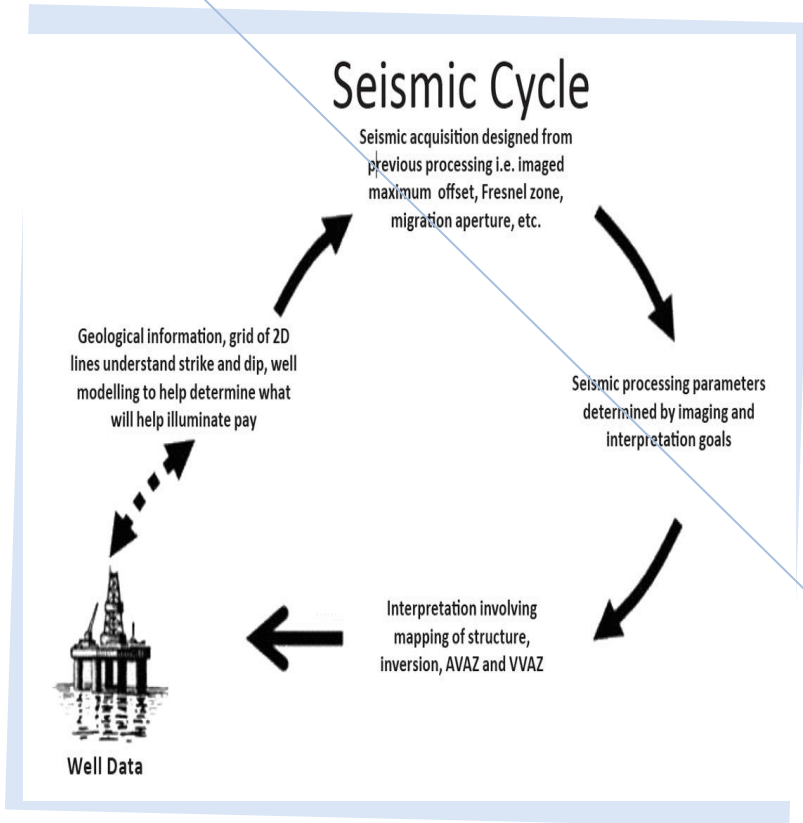 Seismic Cycle
Seismic acquisition designed from
previous processing i.e. imaged
maximum offset, Fresnel zone,
migration aperture, etc.
Geological information, grid of 2D
lines understand strike and dip, well
modelling to help determine what
will help illuminate pay
Seismic processing parameters
determined by imaging and
interpretation goals
Interpretation involving
mapping of structure,
inversion, AVAZ and VVAZ
Well Data